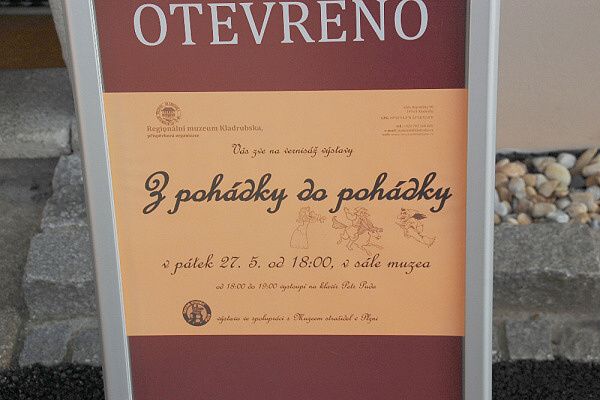 OTEVŘENO
Regionální muzeum Kladrubska,
příspěvková organizace
Vás zve na vernisáž výstavy
Z pohádky do pohádky
v pátek 27. 5. od 18:00, v sále muzea
od 18:00 do 19:00 vystoupí na klavír Petr Puda
výstava ve spolupráci s Muzeem strašidel v Plzni